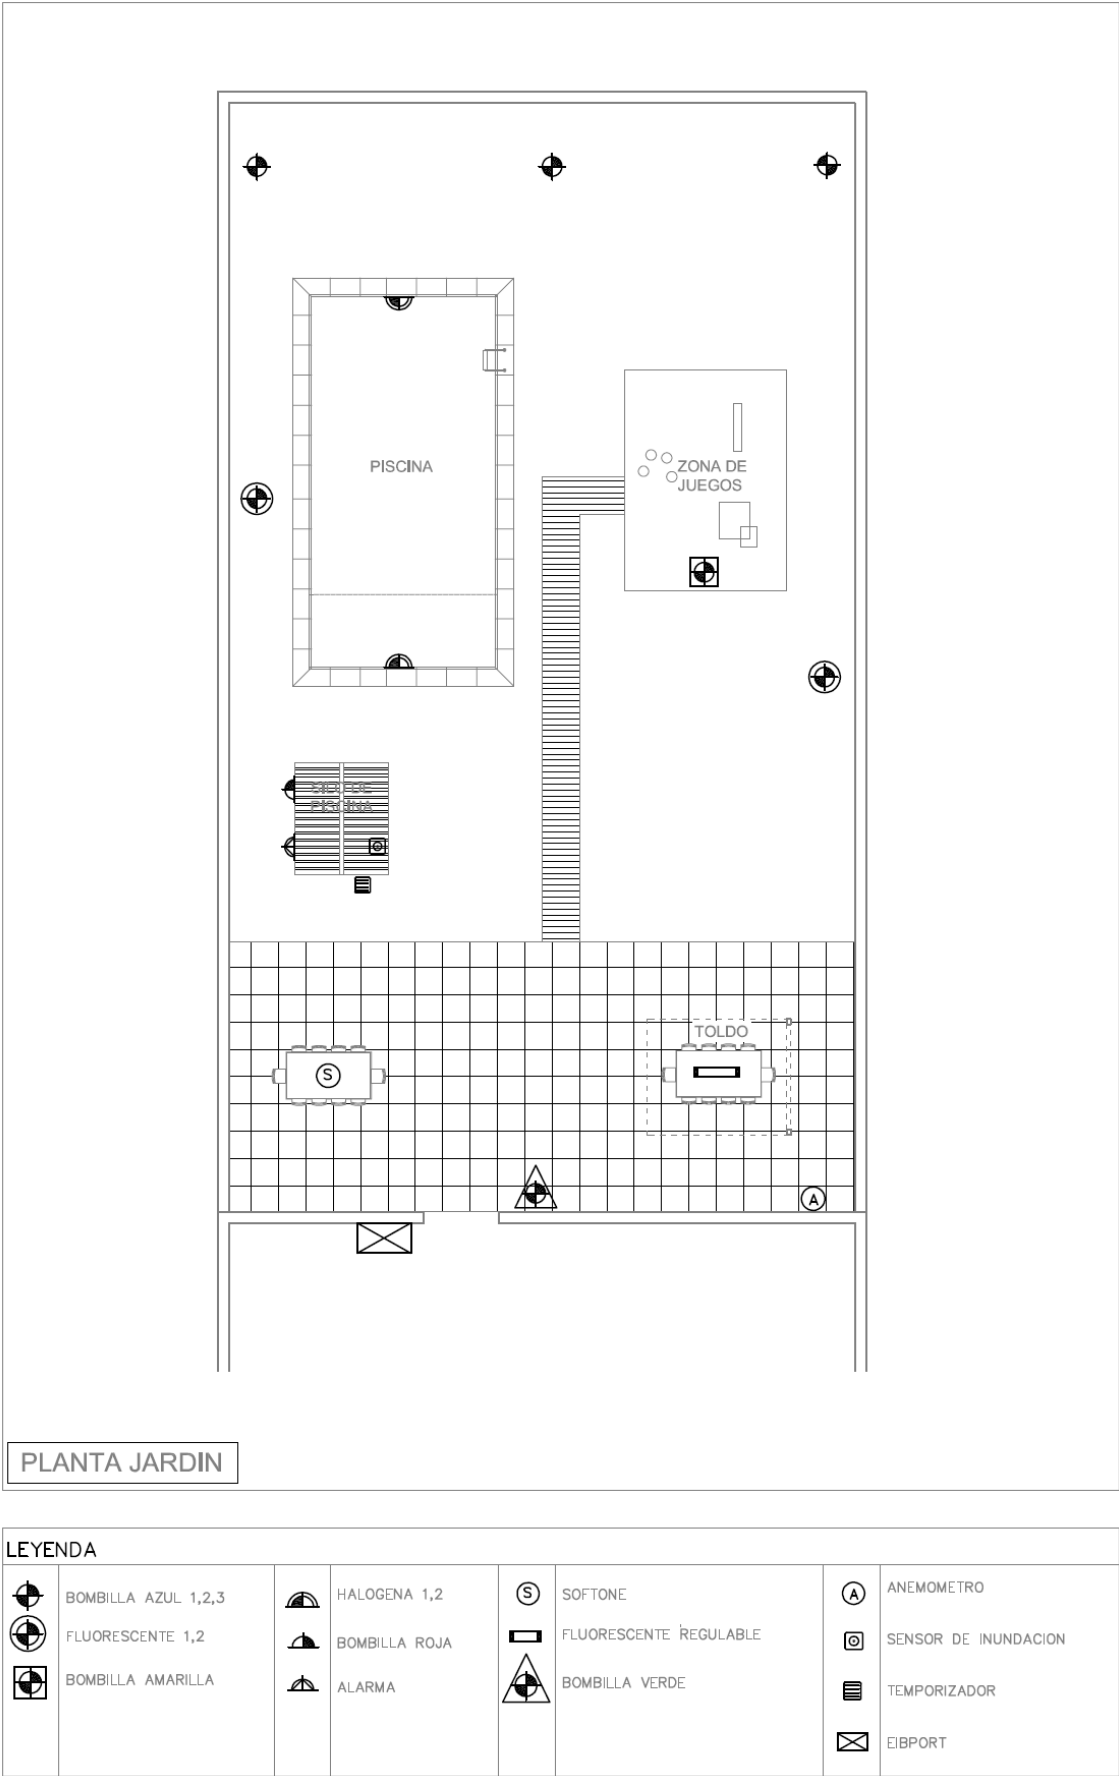 PISCINA
ZONA DE
JUEGOS
PISCINA
TOLDO
S
A
PLANTA JARDIN
LEYENDA
BOMBILLA AZUL 1,2,3
FLUORESCENTE 1,2
BOMBILLA AMARILLA
HALOGENA 1,2
BOMBILLA ROJA
ALARMA
S
SOFTONE
FLUORESCENTE REGULABLE
BOMBILLA VERDE
A
ANEMOMETRO
SENSOR DE INUNDACION
TEMPORIZADOR
EIBPORT